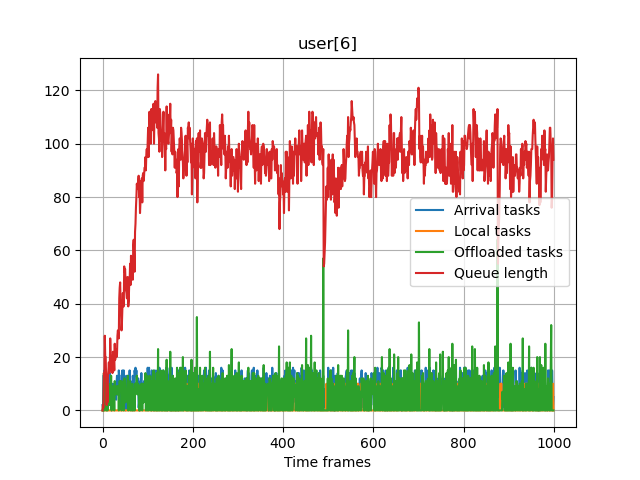 user[6]
120
100
80
60
40
20
0
Arrival tasks
Local tasks
Offloaded tasks
Queue length
0 200 400 600 800 1000
Time frames